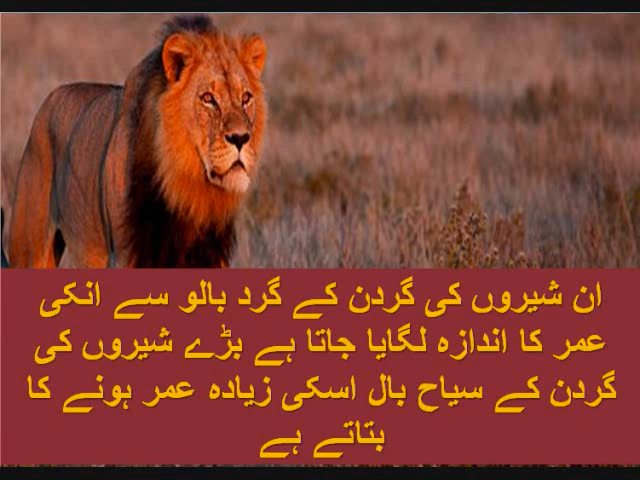 ان شیروں کی گردن کے گرد بالو سے انکی
عمر کا اندازہ لگایا جاتا ہے بڑے شیروں کی
گردن کے سیاح بال اسکی زیادہ عمر ہونے کا
بتاتے ہے